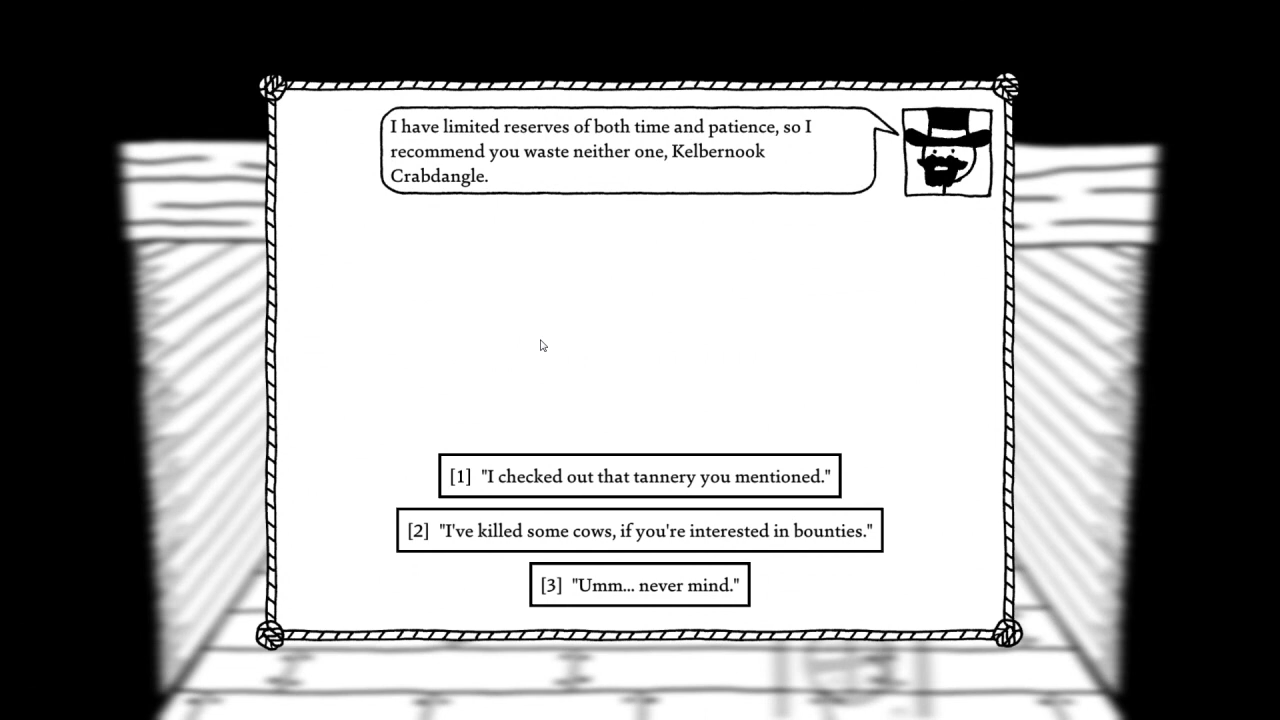 I have limited reserves of both time and patience, so I
recommend you waste neither one, Kelbernook
Crabdangle.
[1] "I checked out that tannery you mentioned."
[2] "I've killed some cows, if you're interested in bounties."
[3] "Umm... never mind."